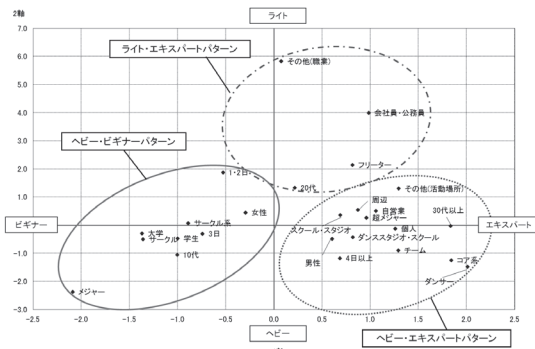 2軸
ライト
7.0
6.0
その他(職業)
ライト・エキスパートパターン
5.0
4.0
会社員・公務員
3.0
ヘビー・ビギナーパターン
フリーター
2.0
1・2日
20代
その他(活動場所)
1.0
周辺
女性
自営業
30代以上
サークル系
超メジャー
ビギナー
0.0
エキスパート
スクール・スタジオ
個人
大学
3日
サークル
学生
ダンススタジオ・スクール
男性
チーム
-1.0
10代
4日以上
コア系
ダンサー
-2.0
メジャー
-3.0
-2.5
-2.0
-1.5
-1.0
-0.5
0.0
0.5
1.0
1.5
2.0
2.5
ヘビー
ヘビー・エキスパートパターン